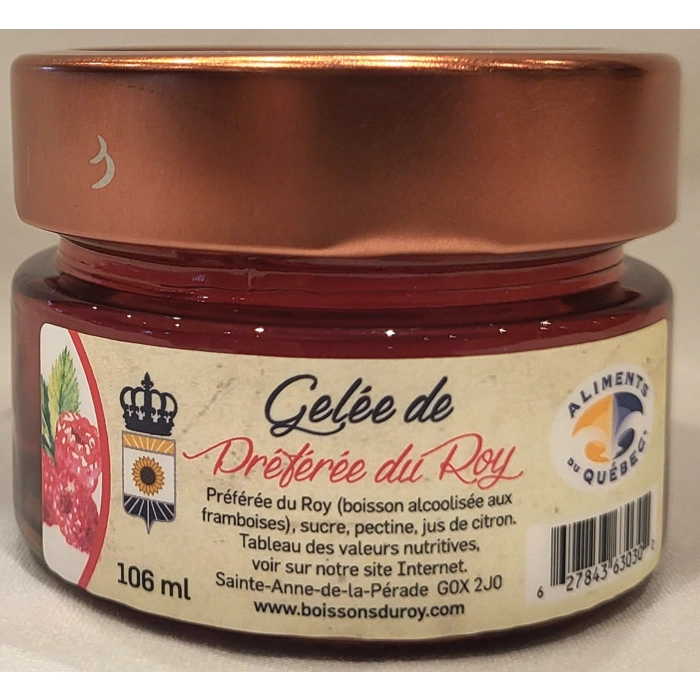 Gelée de
Préférée du Roy
Préférée du Roy (boisson alcoolisée aux
framboises), sucre, pectine, jus de citron.
Tableau des valeurs nutritives,
voir sur notre site Internet.
Sainte-Anne-de-la-Pérade G0X 2J0
www.boissonsduroy.com
106 ml
ALIMENTS
DU QUÉBEC
6 27843 63030 2